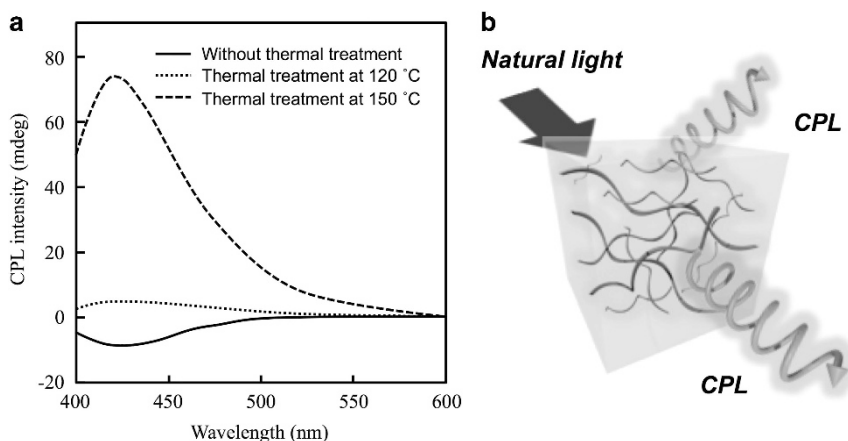 a
80
60
40
20
0
-20
CPL intensity (mdeg)
Without thermal treatment
Thermal treatment at 120 °C
Thermal treatment at 150 °C
400
450
500
550
600
Wavelength (nm)
b
Natural light
CPL
CPL